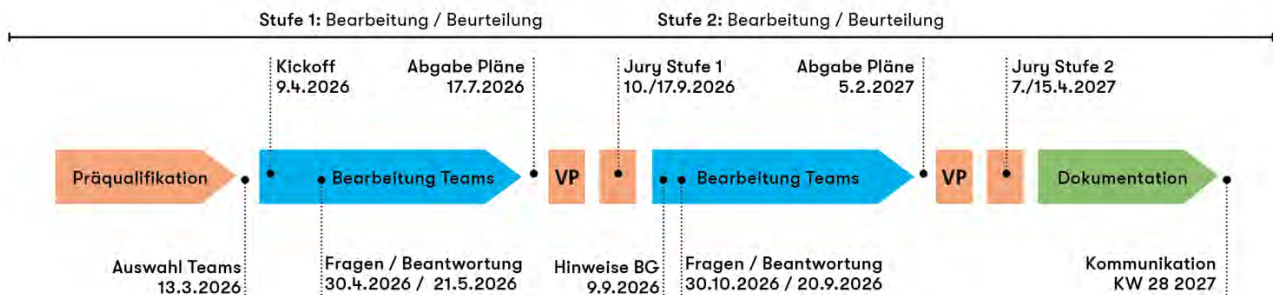 Stufe 1: Bearbeitung / Beurteilung
Stufe 2: Bearbeitung / Beurteilung
Kickoff
9.4.2026
Abgabe Pläne
17.7.2026
Jury Stufe 1
10./17.9.2026
Abgabe Pläne
5.2.2027
Jury Stufe 2
7./15.4.2027
Präqualifikation
Bearbeitung Teams
VP
Bearbeitung Teams
VP
Dokumentation
Auswahl Teams
13.3.2026
Fragen / Beantwortung
30.4.2026 / 21.5.2026
Hinweise BG
9.9.2026
Fragen / Beantwortung
30.10.2026 / 20.9.2026
Kommunikation
KW 28 2027